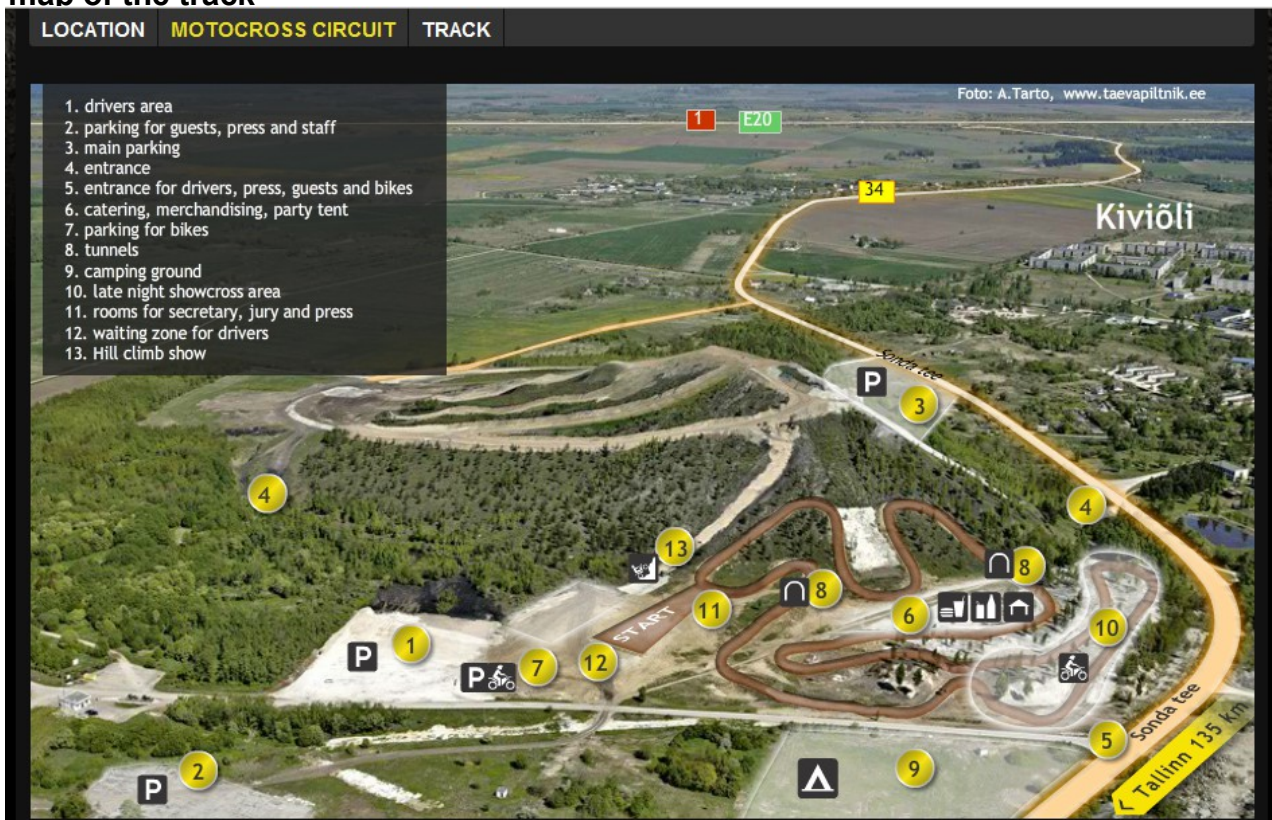 map of the track
LOCATION MOTOCROSS CIRCUIT TRACK
Foto: A.Tarto, www.taevapiltnik.ee
1. drivers area
2. parking for guests, press and staff
3. main parking
4. entrance
5. entrance for drivers, press, guests and bikes
6. catering, merchandising, party tent
7. parking for bikes
8. tunnels
9. camping ground
10. late night showcross area
11. rooms for secretary, jury and press
12. waiting zone for drivers
13. Hill climb show
1 E20
34
Kiviõli
Sonda tee
P
3
4
4
13
8
8
11
START
6
10
1
P
P
7
12
Sonda tee
5
2
P
9
< Tallinn 135 km